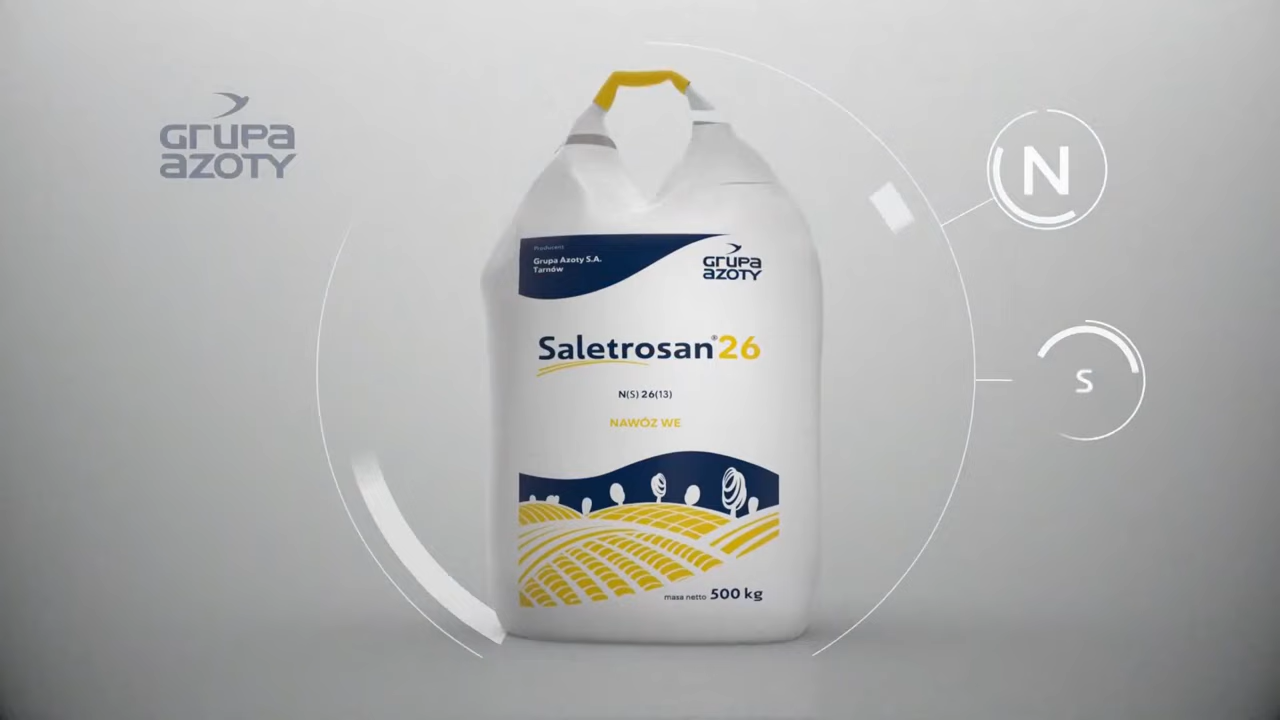 GRUPA
AZOTY
N
S
Producent
Grupa Azoty S.A.
Tarnów
GRUPA
AZOTY
Saletrosan®26
N(S) 26(13)
NAWÓZ WE
masa netto 500 kg